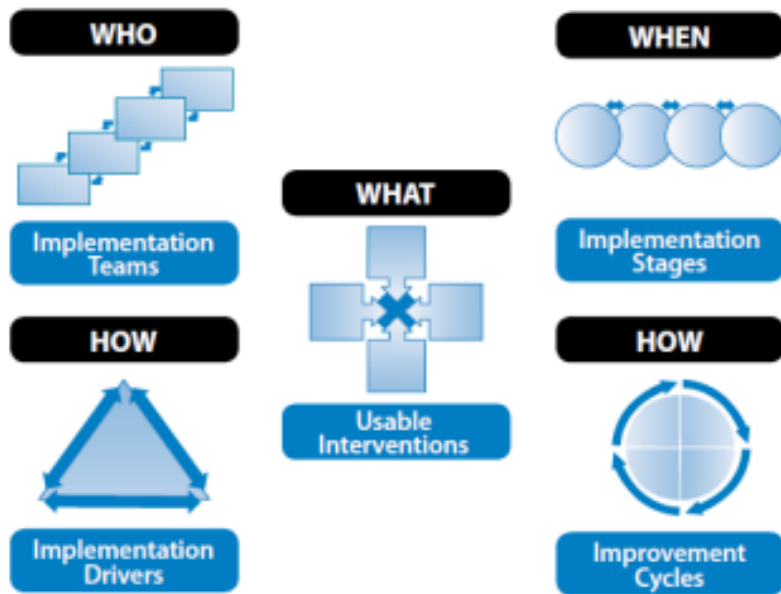 WHO
Implementation
Teams
HOW
Implementation
Drivers
WHAT
Usable
Interventions
WHEN
Implementation
Stages
HOW
Improvement
Cycles